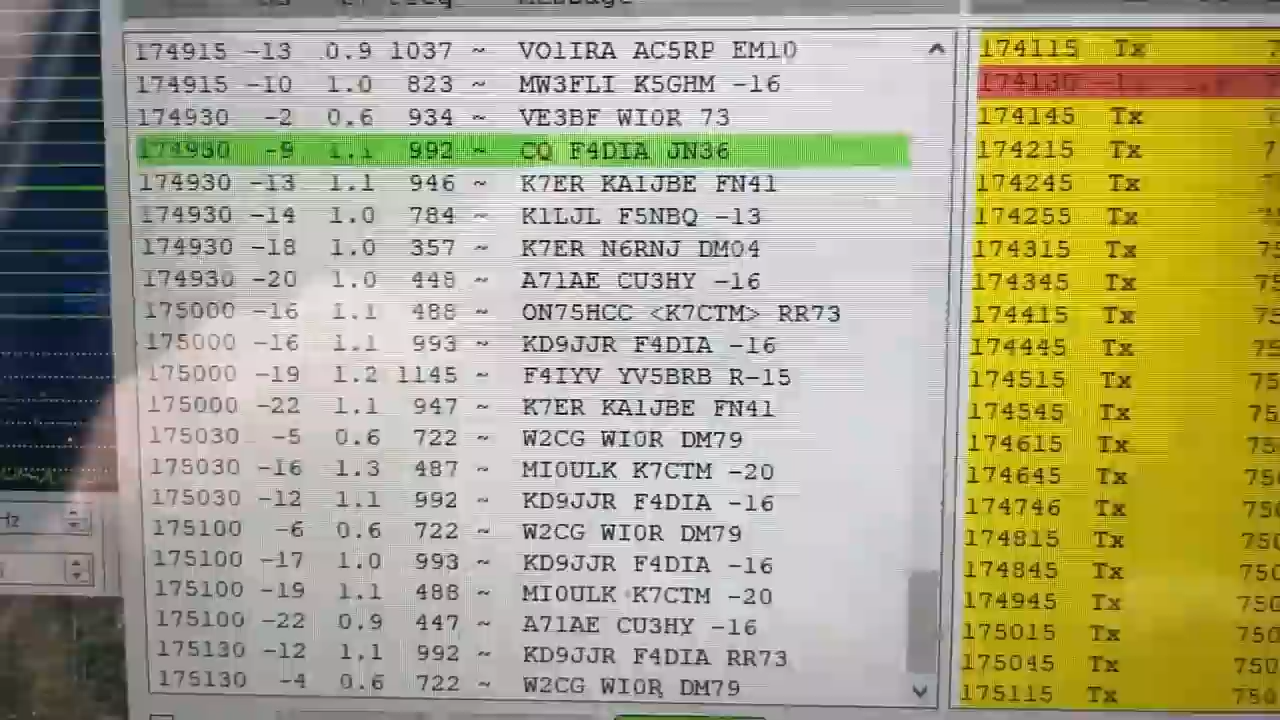 174915 -13 0.9 1037 ~ VO1IRA AC5RP EM10
174915 -10 1.0 823 ~ MW3FLI K5GHM -16
174930 -2 0.6 934 ~ VE3BF WI0R 73
174930 -9 1.1 992 ~ CQ F4DIA JN36
174930 -13 1.1 946 ~ K7ER KA1JBE FN41
174930 -14 1.0 784 ~ K1LJL F5NBQ -13
174930 -18 1.0 357 ~ K7ER N6RNJ DM04
174930 -20 1.0 448 ~ A71AE CU3HY -16
175000 -16 1.1 488 ~ ON75HCC <K7CTM> RR73
175000 -16 1.1 993 ~ KD9JJR F4DIA -16
175000 -19 1.2 1145 ~ F4IYV YV5BRB R-15
175000 -22 1.1 947 ~ K7ER KA1JBE FN41
175030 -5 0.6 722 ~ W2CG WI0R DM79
175030 -16 1.3 487 ~ MI0ULK K7CTM -20
175030 -12 1.1 992 ~ KD9JJR F4DIA -16
175100 -6 0.6 722 ~ W2CG WI0R DM79
175100 -17 1.0 993 ~ KD9JJR F4DIA -16
175100 -19 1.1 488 ~ MI0ULK K7CTM -20
175100 -22 0.9 447 ~ A71AE CU3HY -16
175130 -12 1.1 992 ~ KD9JJR F4DIA RR73
175130 -4 0.6 722 ~ W2CG WI0R DM79
174115 Tx
174130
174145 Tx
174215 Tx
174245 Tx
174255 Tx
174315 Tx
174345 Tx
174415 Tx
174445 Tx
174515 Tx
174545 Tx
174615 Tx
174645 Tx
174746 Tx
174815 Tx
174845 Tx
174945 Tx
175015 Tx
175045 Tx
175115 Tx
Hz